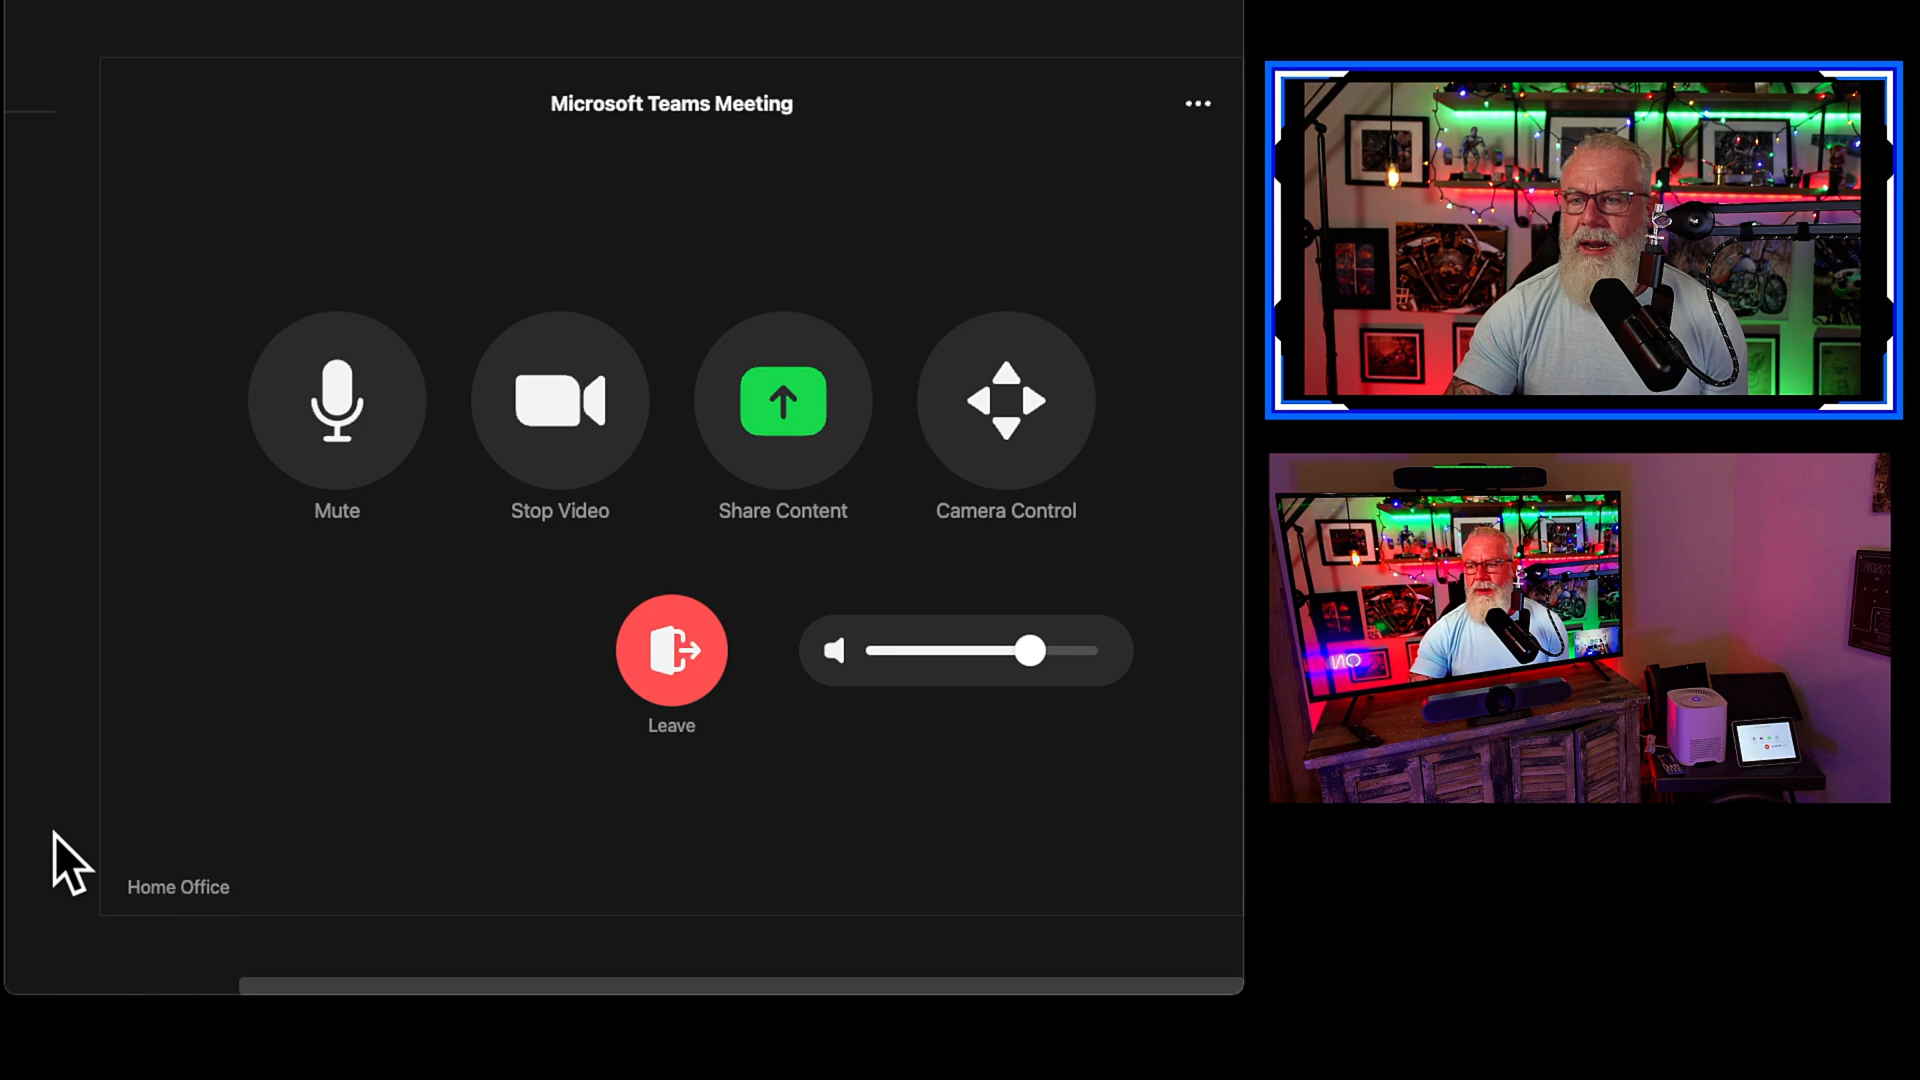 Microsoft Teams Meeting
Mute
Stop Video
Share Content
Camera Control
Leave
Home Office